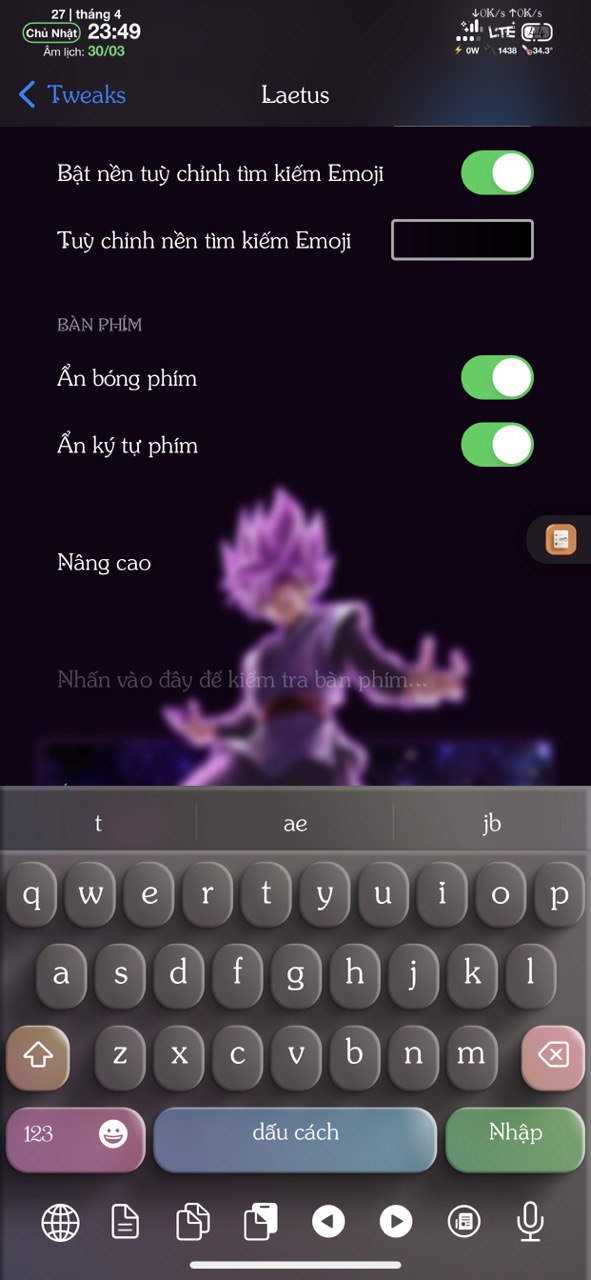 27 | tháng 4
Chủ Nhật 23:49
Âm lịch: 30/03
↓0K/s ↑0K/s
LTE
0W 1438 34.3°
Tweaks
Laetus
Bật nền tuỳ chỉnh tìm kiếm Emoji
Tuỳ chỉnh nền tìm kiếm Emoji
BÀN PHÍM
Ẩn bóng phím
Ẩn ký tự phím
Nâng cao
Nhấn vào đây để kiểm tra bàn phím...
t ae jb
q w e r t y u i o p
a s d f g h j k l
z x c v b n m
123 dấu cách Nhập